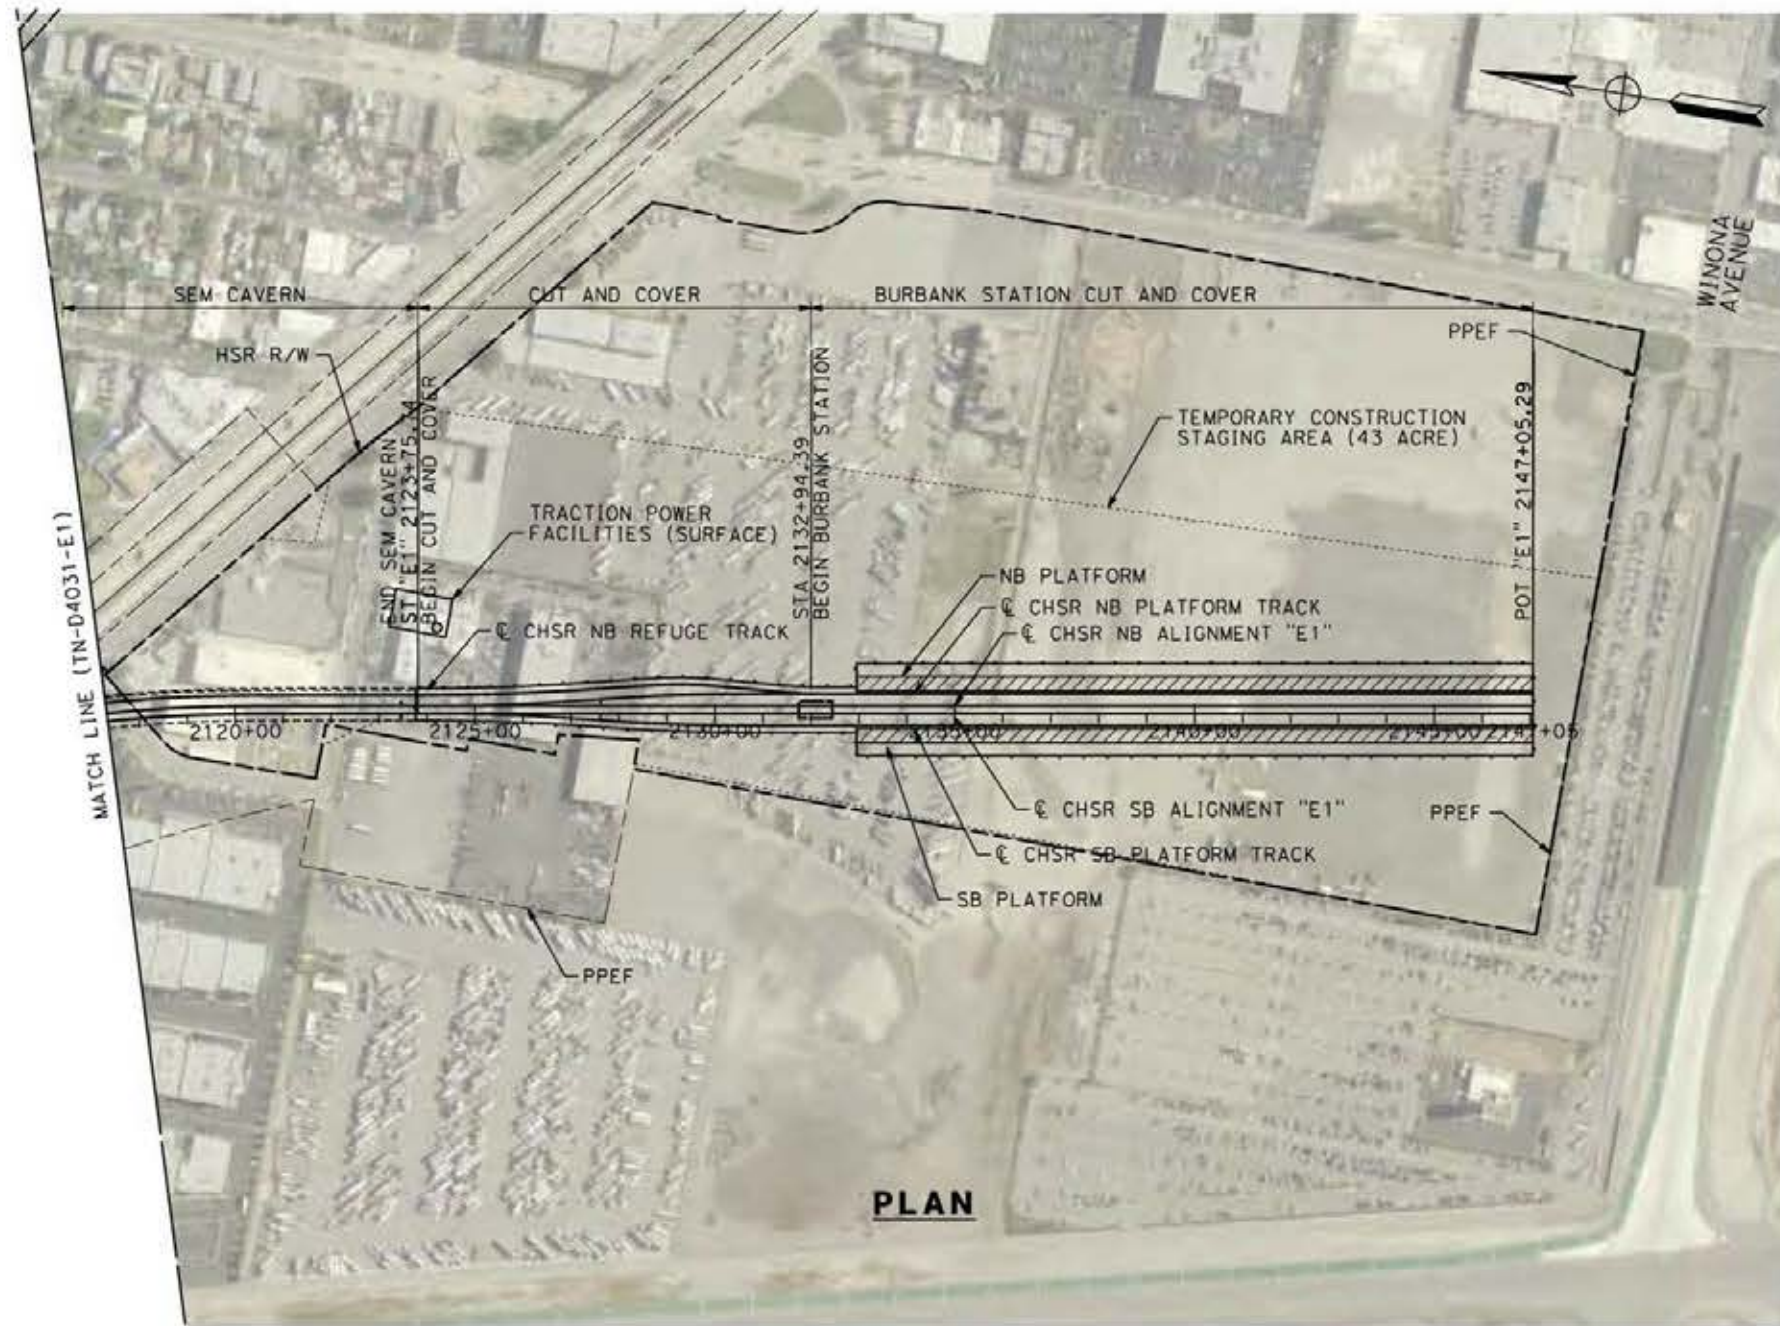 WINONA
AVENUE
SEM CAVERN
CUT AND COVER
BURBANK STATION CUT AND COVER
PPEF
HSR R/W
END SEM CAVERN
ST "E1" 2123+75.14
BEGIN CUT AND COVER
STA 2132+94.39
BEGIN BURBANK STATION
TEMPORARY CONSTRUCTION
STAGING AREA (43 ACRE)
POT "E1" 2147+05.29
TRACTION POWER
FACILITIES (SURFACE)
NB PLATFORM
℄ CHSR NB PLATFORM TRACK
℄ CHSR NB REFUGE TRACK
℄ CHSR NB ALIGNMENT "E1"
MATCH LINE (TN-D4031-E1)
2120+00
2125+00
2130+00
2135+00
2140+00
2145+00
2147+05
℄ CHSR SB ALIGNMENT "E1"
PPEF
℄ CHSR SB PLATFORM TRACK
SB PLATFORM
PPEF
PLAN